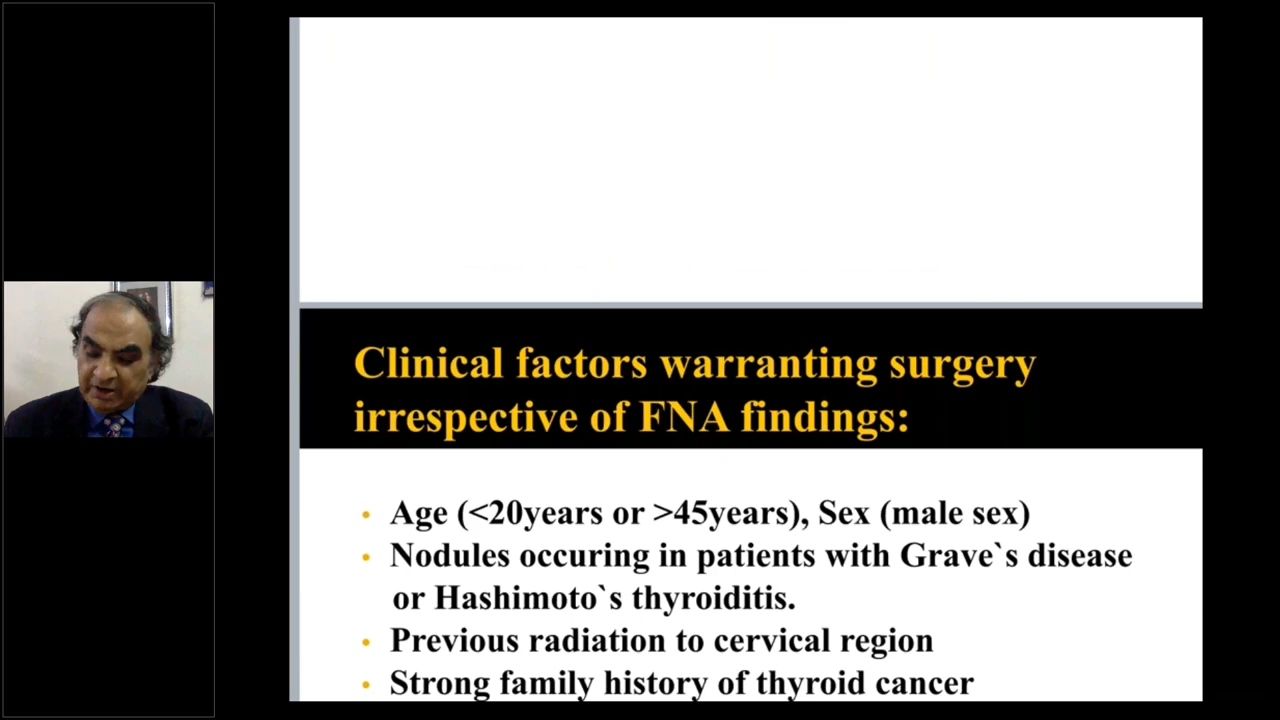 Clinical factors warranting surgery
irrespective of FNA findings:
• Age (<20years or >45years), Sex (male sex)
• Nodules occuring in patients with Grave`s disease
or Hashimoto`s thyroiditis.
• Previous radiation to cervical region
• Strong family history of thyroid cancer